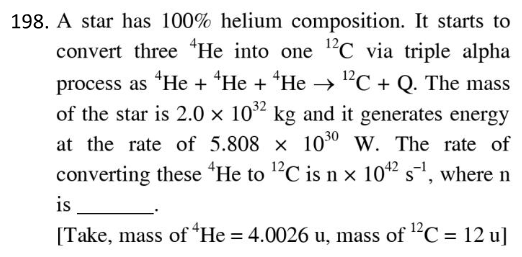 198. A star has 100% helium composition. It starts to
convert three ⁴He into one ¹²C via triple alpha
process as ⁴He + ⁴He + ⁴He → ¹²C + Q. The mass
of the star is 2.0 × 10³² kg and it generates energy
at the rate of 5.808 × 10³⁰ W. The rate of
converting these ⁴He to ¹²C is n × 10⁴² s⁻¹, where n
is ________.
[Take, mass of ⁴He = 4.0026 u, mass of ¹²C = 12 u]